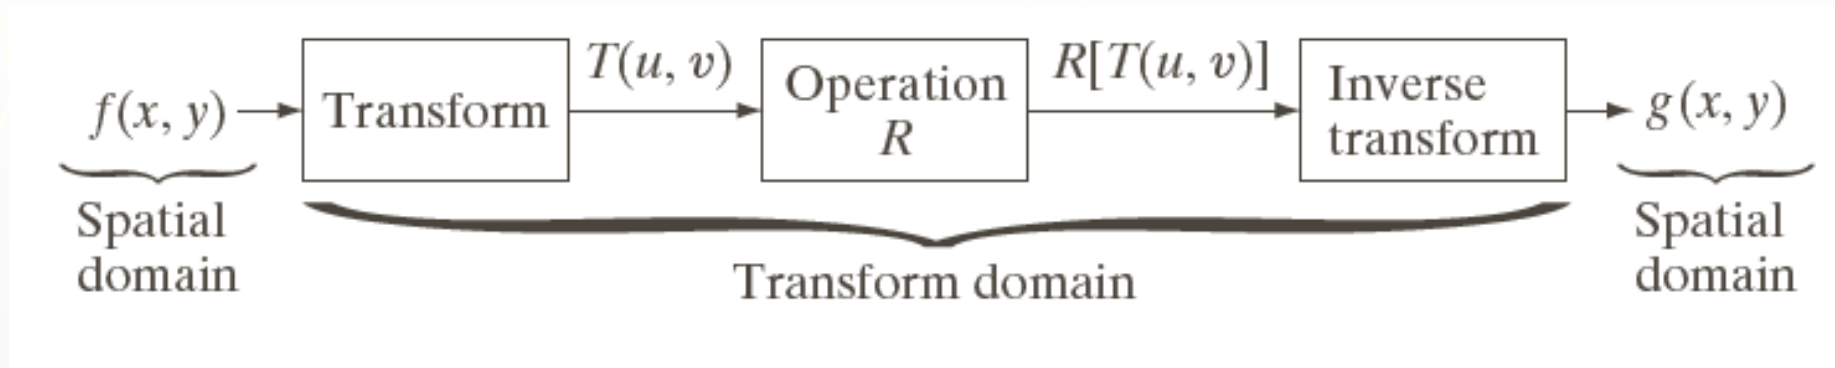 f(x, y)
Transform
T(u, v)
Operation
R
R[T(u, v)]
Inverse
transform
g(x, y)
Spatial
domain
Transform domain
Spatial
domain